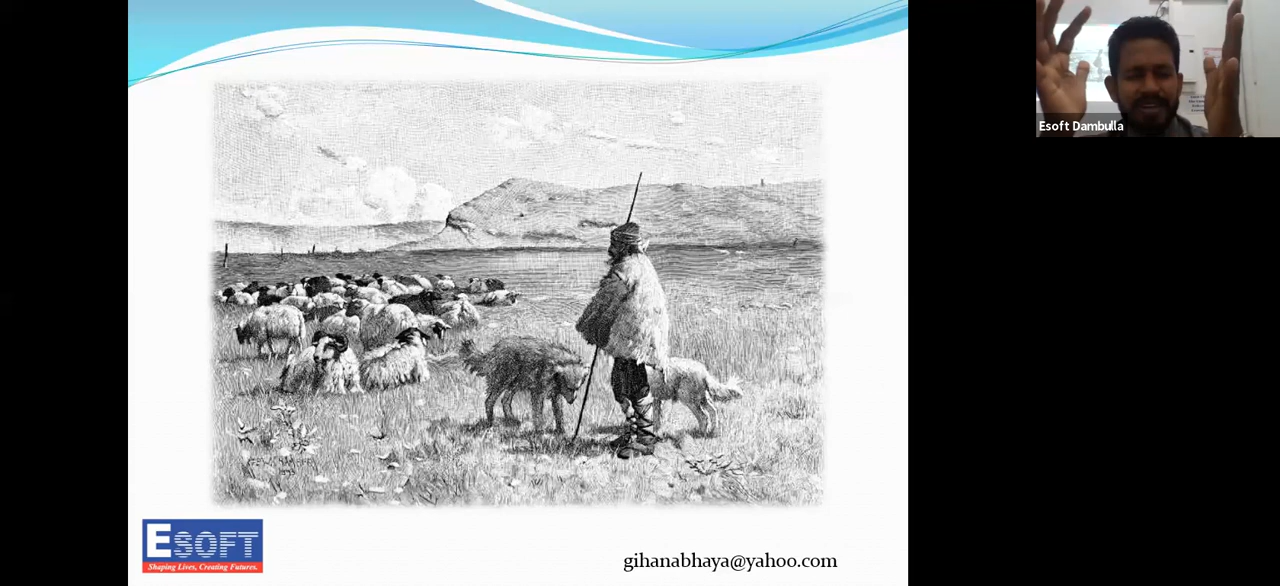 Esoft Dambulla
ESOFT
Shaping Lives, Creating Futures.
gihanabhaya@yahoo.com